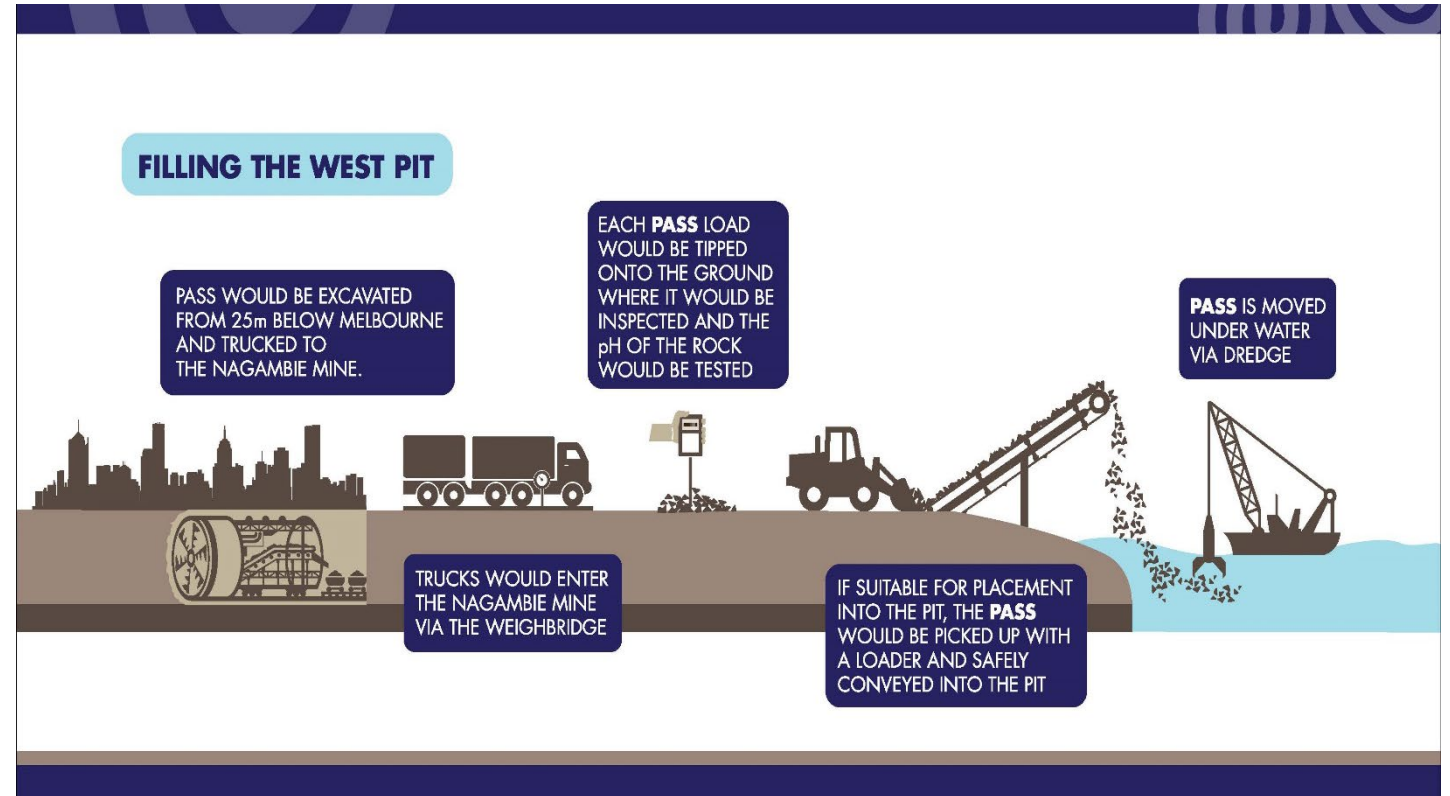 FILLING THE WEST PIT
PASS WOULD BE EXCAVATED
FROM 25m BELOW MELBOURNE
AND TRUCKED TO
THE NAGAMBIE MINE.
TRUCKS WOULD ENTER
THE NAGAMBIE MINE
VIA THE WEIGHBRIDGE
EACH PASS LOAD
WOULD BE TIPPED
ONTO THE GROUND
WHERE IT WOULD BE
INSPECTED AND THE
pH OF THE ROCK
WOULD BE TESTED
IF SUITABLE FOR PLACEMENT
INTO THE PIT, THE PASS
WOULD BE PICKED UP WITH
A LOADER AND SAFELY
CONVEYED INTO THE PIT
PASS IS MOVED
UNDER WATER
VIA DREDGE